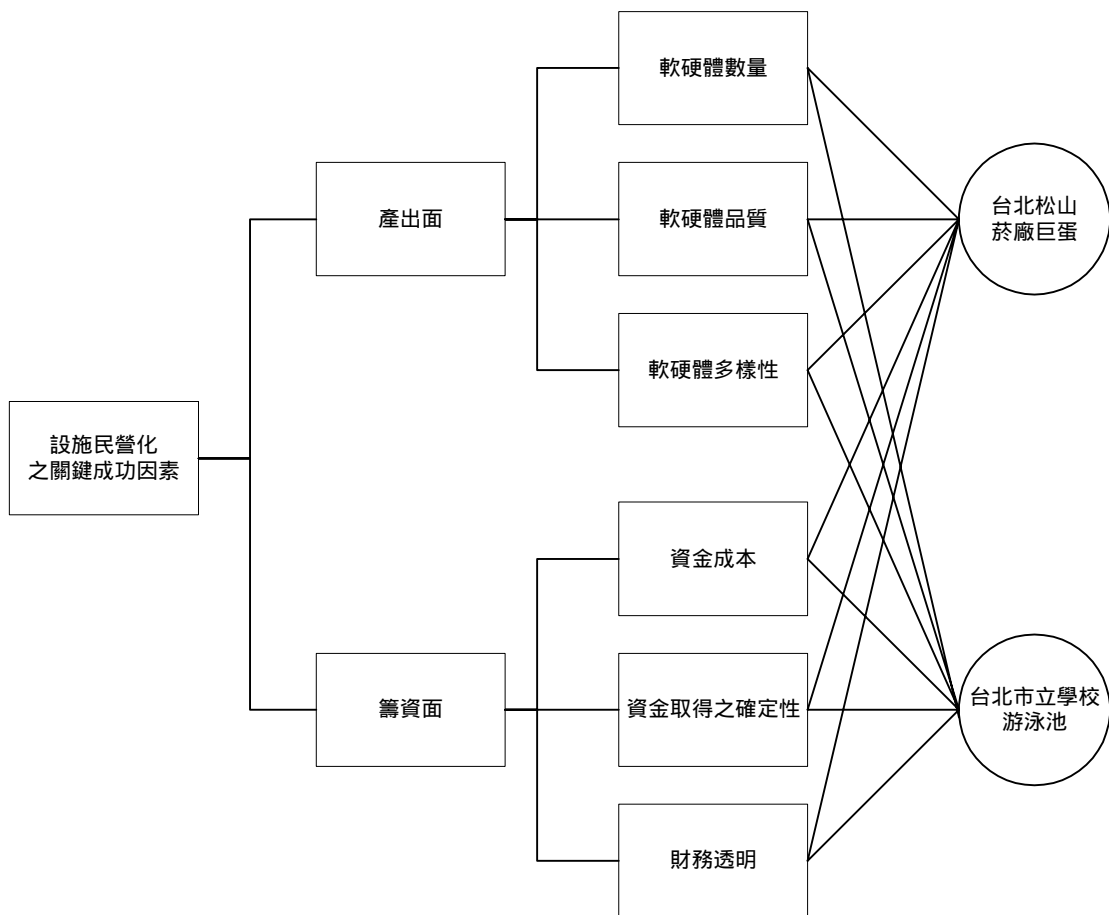 設施民營化
之關鍵成功因素
產出面
籌資面
軟硬體數量
軟硬體品質
軟硬體多樣性
資金成本
資金取得之確定性
財務透明
台北松山
菸廠巨蛋
台北市立學校
游泳池